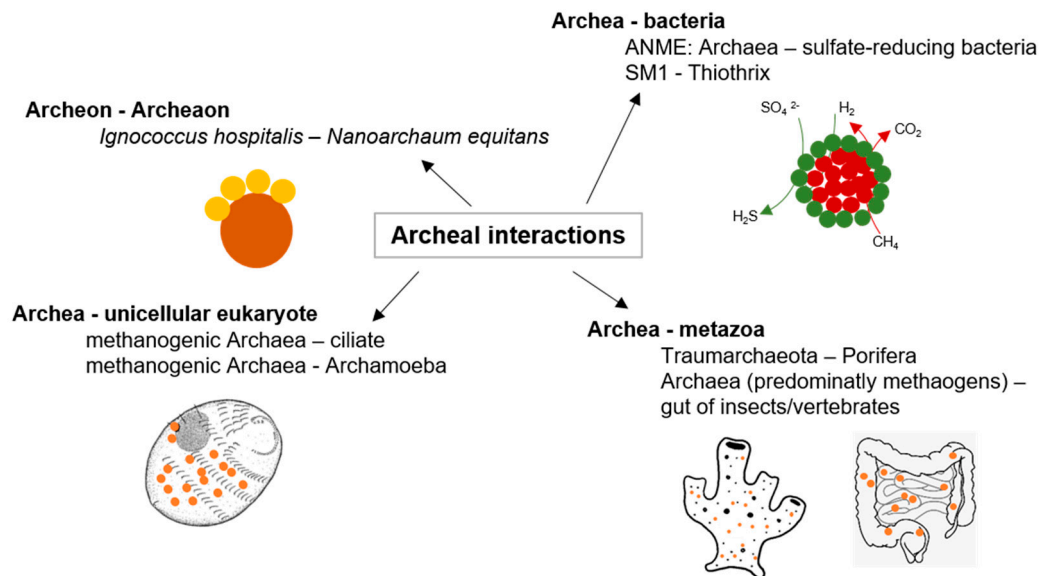 Archea - bacteria
ANME: Archaea – sulfate-reducing bacteria
SM1 - Thiothrix
Archeon - Archeaon
Ignococcus hospitalis – Nanoarchaum equitans
SO₄ ²⁻
H₂
CO₂
H₂S
CH₄
Archeal interactions
Archea - unicellular eukaryote
methanogenic Archaea – ciliate
methanogenic Archaea - Archamoeba
Archea - metazoa
Traumarchaeota – Porifera
Archaea (predominatly methaogens) –
gut of insects/vertebrates